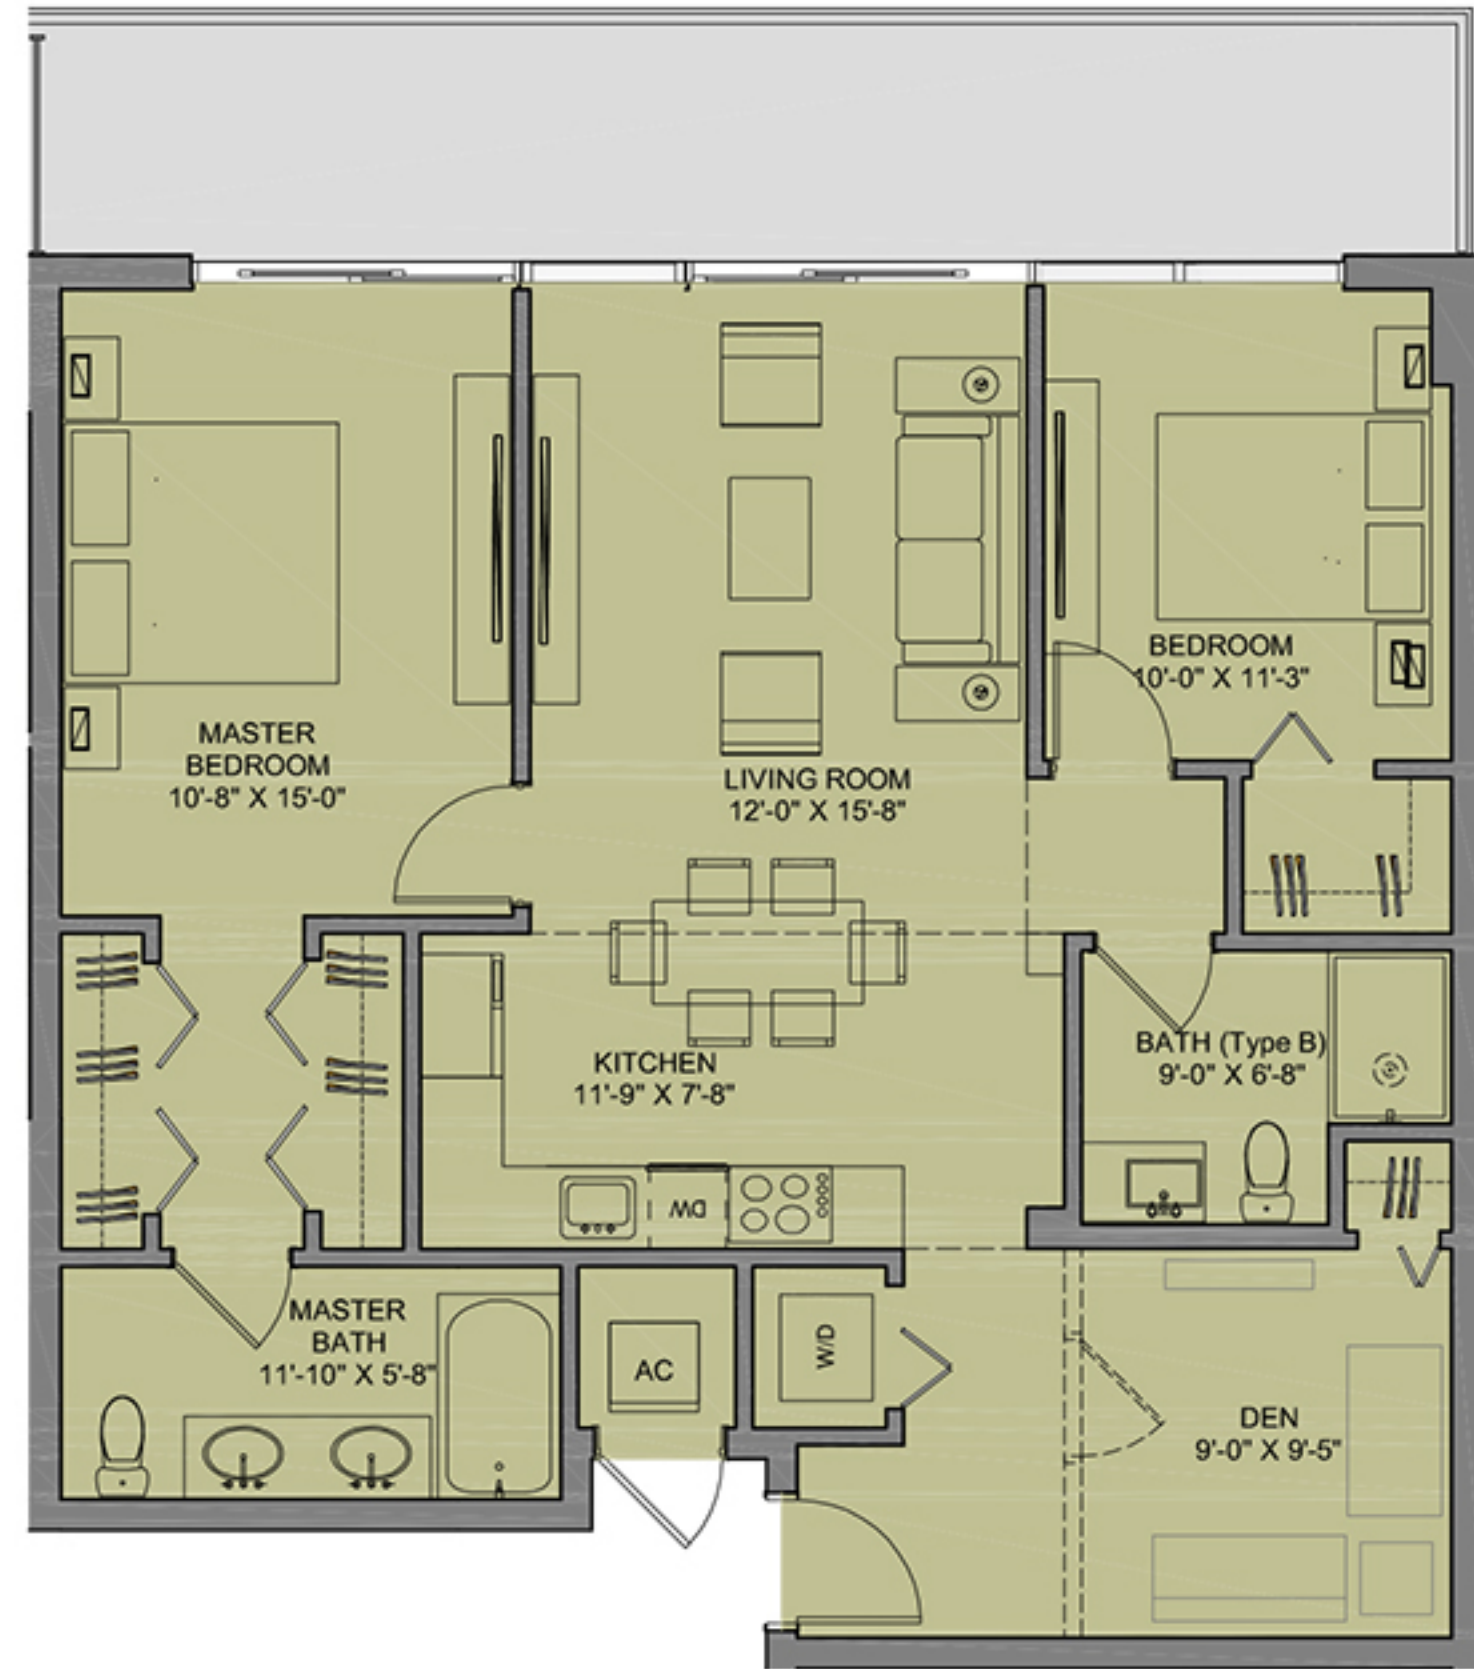 MASTER
BEDROOM
10'-8" X 15'-0"
LIVING ROOM
12'-0" X 15'-8"
BEDROOM
10'-0" X 11'-3"
KITCHEN
11'-9" X 7'-8"
BATH (Type B)
9'-0" X 6'-8"
DW
MASTER
BATH
11'-10" X 5'-8"
AC
W/D
DEN
9'-0" X 9'-5"